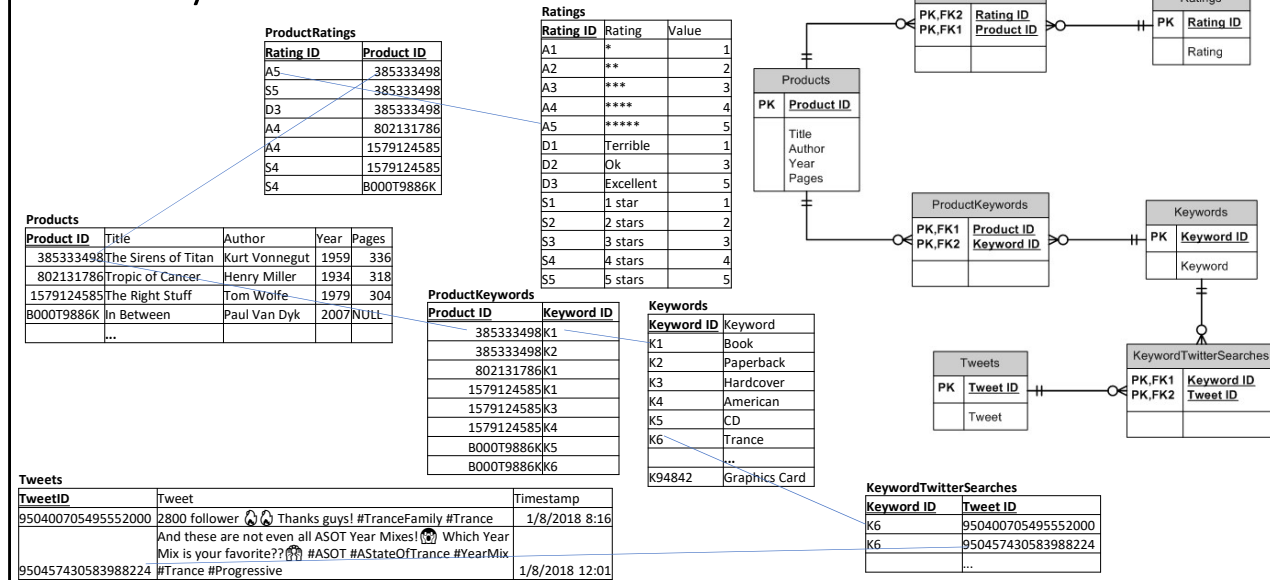 ProductRatings
Rating ID Product ID
A5 385333498
S5 385333498
D3 385333498
A4 802131786
A4 1579124585
S4 1579124585
S4 B000T9886K
Ratings
Rating ID Rating Value
A1 * 1
A2 ** 2
A3 *** 3
A4 **** 4
A5 ***** 5
D1 Terrible 1
D2 Ok 3
D3 Excellent 5
S1 1 star 1
S2 2 stars 2
S3 3 stars 3
S4 4 stars 4
S5 5 stars 5
PK,FK2 Rating ID
PK,FK1 Product ID
Ratings
PK Rating ID
Rating
Products
PK Product ID
Title
Author
Year
Pages
ProductKeywords
PK,FK1 Product ID
PK,FK2 Keyword ID
Keywords
PK Keyword ID
Keyword
Tweets
PK Tweet ID
Tweet
KeywordTwitterSearches
PK,FK1 Keyword ID
PK,FK2 Tweet ID
Products
Product ID Title Author Year Pages
385333498 The Sirens of Titan Kurt Vonnegut 1959 336
802131786 Tropic of Cancer Henry Miller 1934 318
1579124585 The Right Stuff Tom Wolfe 1979 304
B000T9886K In Between Paul Van Dyk 2007 NULL
...
ProductKeywords
Product ID Keyword ID
385333498 K1
385333498 K2
802131786 K1
1579124585 K1
1579124585 K3
1579124585 K4
B000T9886K K5
B000T9886K K6
Keywords
Keyword ID Keyword
K1 Book
K2 Paperback
K3 Hardcover
K4 American
K5 CD
K6 Trance
...
K94842 Graphics Card
Tweets
TweetID Tweet Timestamp
950400705495552000 2800 follower Thanks guys! #TranceFamily #Trance 1/8/2018 8:16
And these are not even all ASOT Year Mixes! Which Year
Mix is your favorite?? #ASOT #AStateOfTrance #YearMix
950457430583988224 #Trance #Progressive 1/8/2018 12:01
KeywordTwitterSearches
Keyword ID Tweet ID
K6 950400705495552000
K6 950457430583988224
...